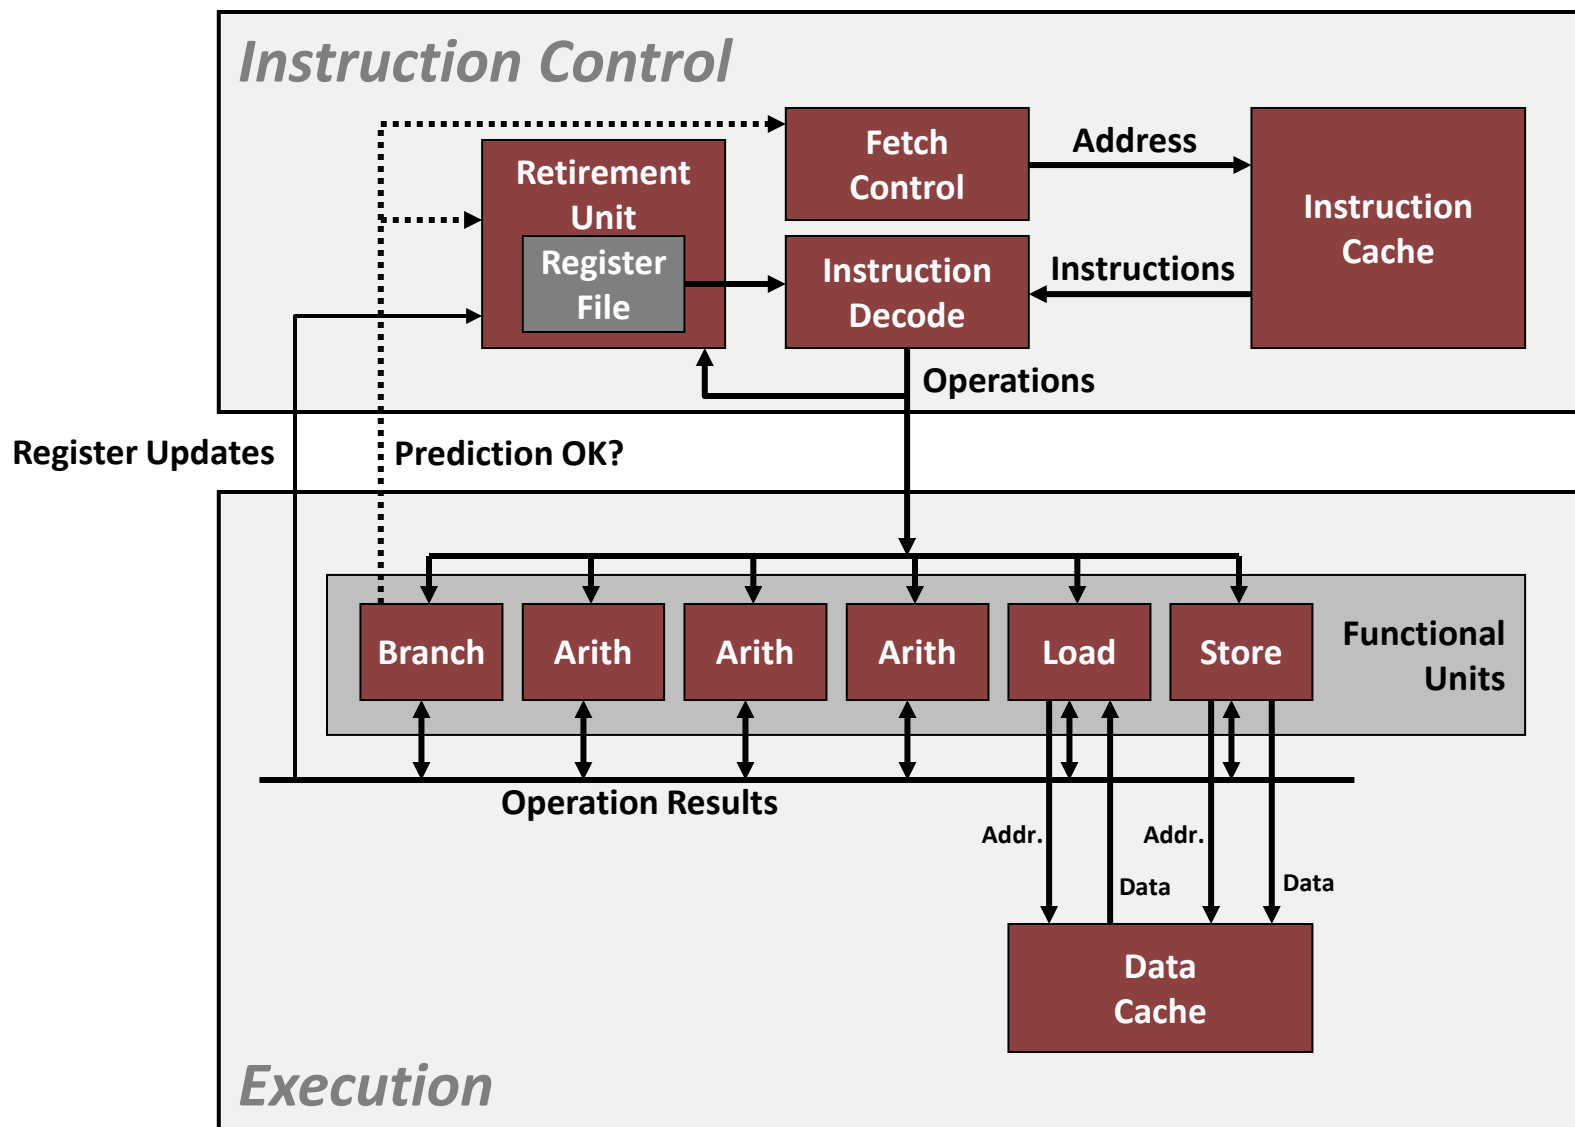 Instruction Control
Fetch
Control
Address
Instruction
Cache
Retirement
Unit
Register
File
Instruction
Decode
Instructions
Operations
Register Updates
Prediction OK?
Branch
Arith
Arith
Arith
Load
Store
Functional
Units
Operation Results
Addr.
Data
Addr.
Data
Data
Cache
Execution